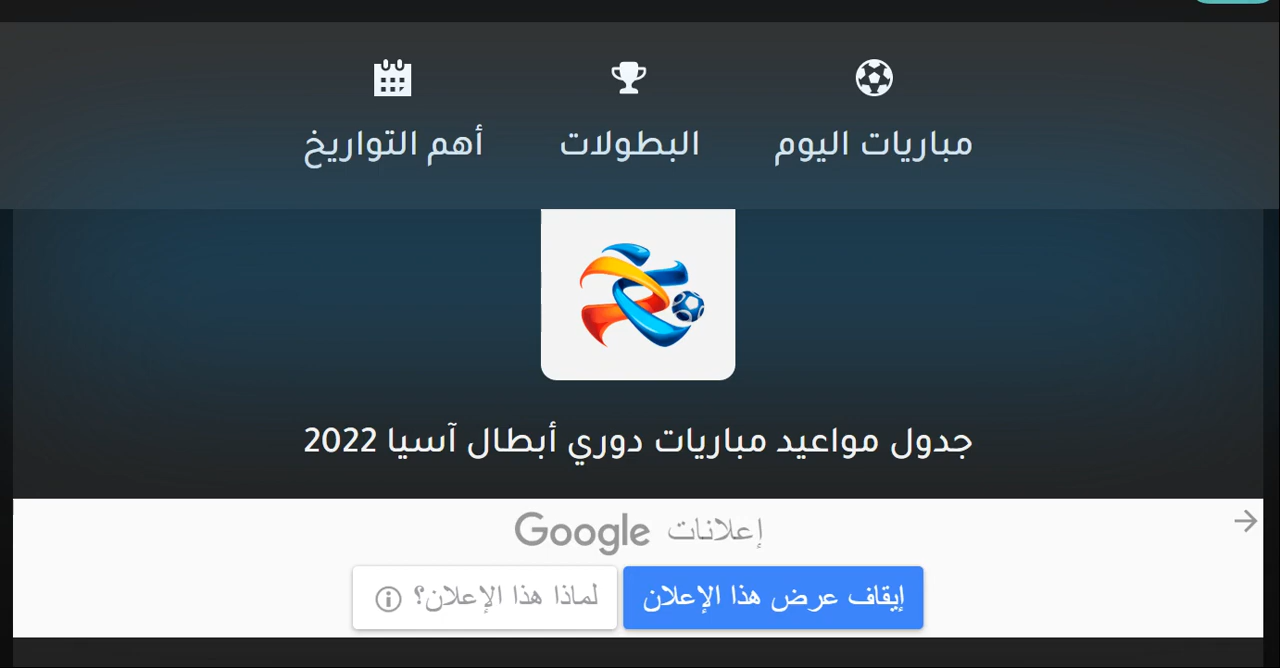 مباريات اليوم
البطولات
أهم التواريخ
جدول مواعيد مباريات دوري أبطال آسيا 2022
إعلانات Google
إيقاف عرض هذا الإعلان
لماذا هذا الإعلان؟